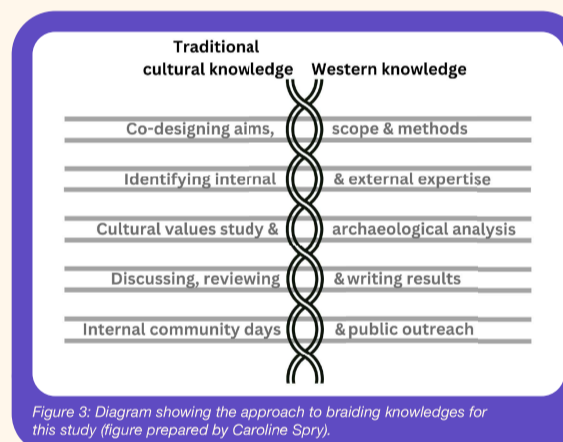 Traditional
cultural knowledge Western knowledge
Co-designing aims, scope & methods
Identifying internal & external expertise
Cultural values study & archaeological analysis
Discussing, reviewing & writing results
Internal community days & public outreach
Figure 3: Diagram showing the approach to braiding knowledges for
this study (figure prepared by Caroline Spry).